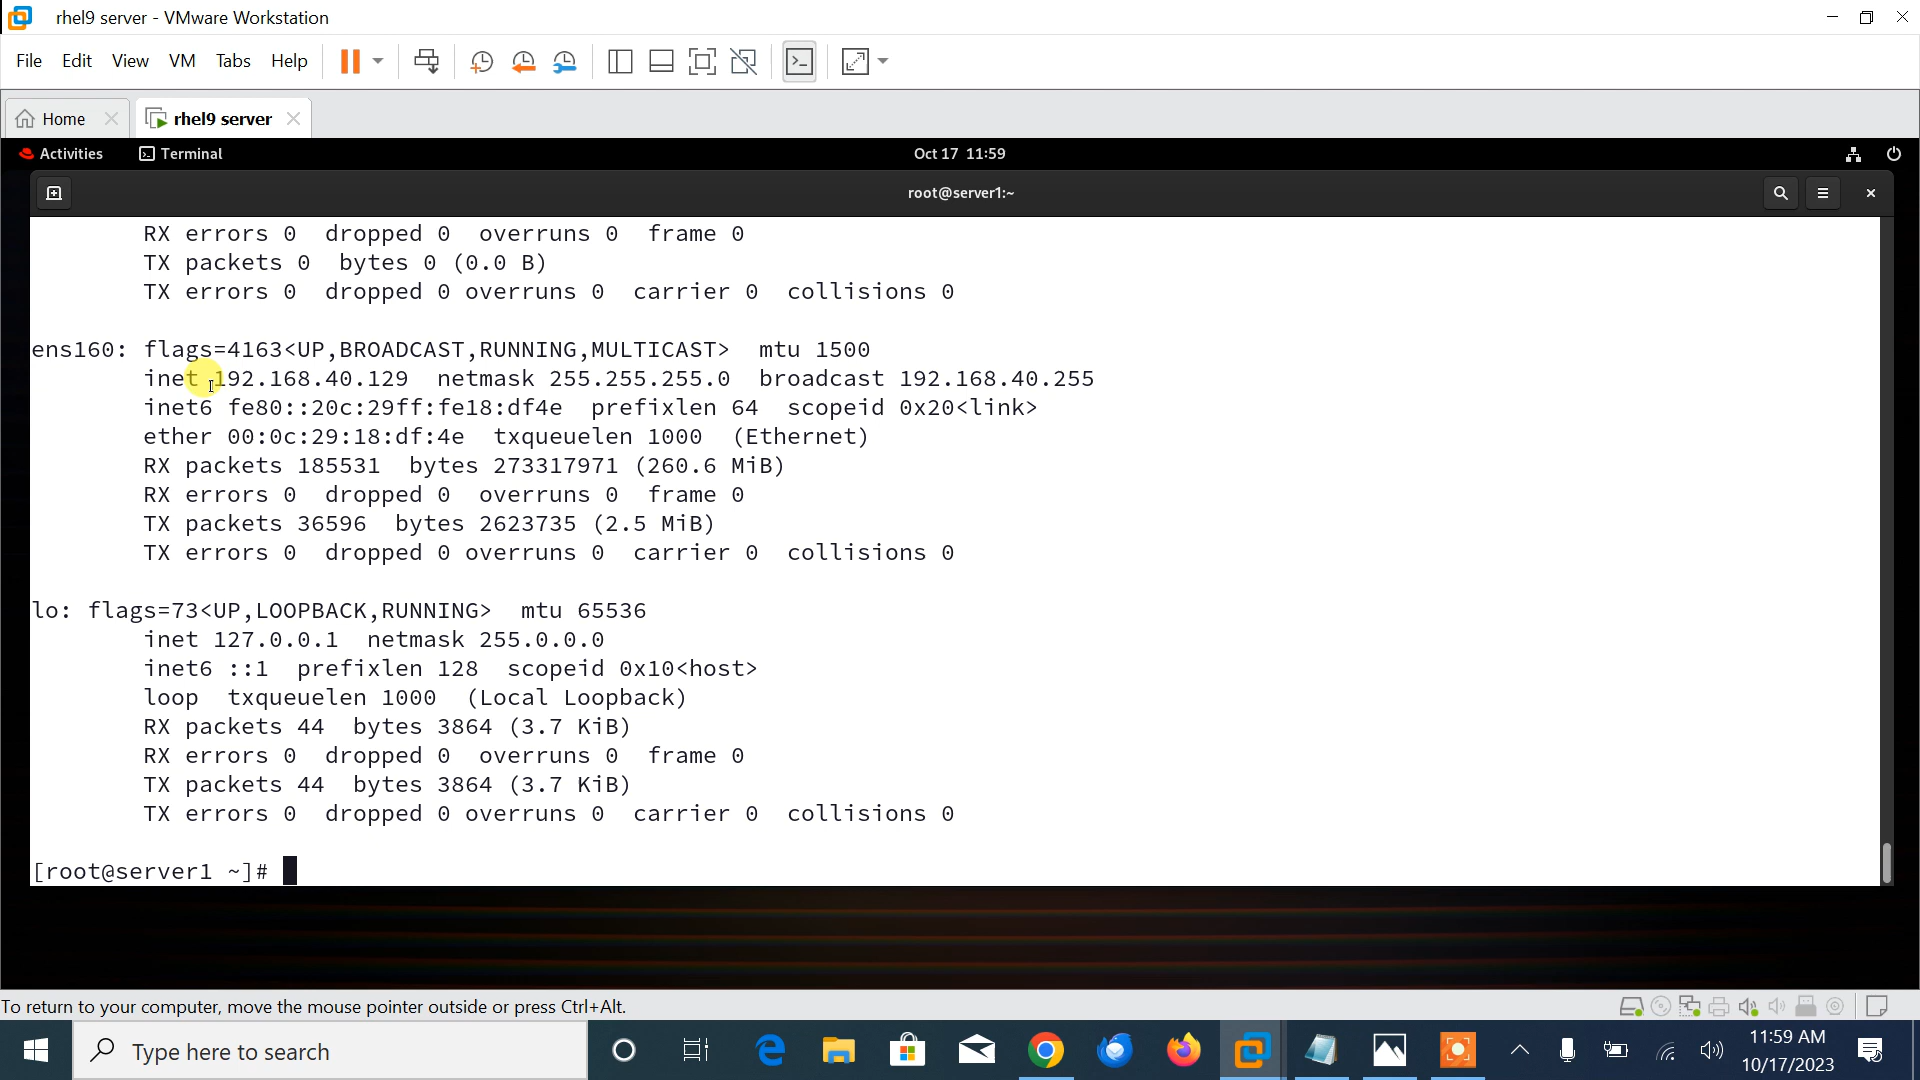 rhel9 server - VMware Workstation
File Edit View VM Tabs Help
Home rhel9 server
Activities Terminal Oct 17 11:59
root@server1:~
RX errors 0 dropped 0 overruns 0 frame 0
TX packets 0 bytes 0 (0.0 B)
TX errors 0 dropped 0 overruns 0 carrier 0 collisions 0
ens160: flags=4163<UP,BROADCAST,RUNNING,MULTICAST> mtu 1500
inet 192.168.40.129 netmask 255.255.255.0 broadcast 192.168.40.255
inet6 fe80::20c:29ff:fe18:df4e prefixlen 64 scopeid 0x20<link>
ether 00:0c:29:18:df:4e txqueuelen 1000 (Ethernet)
RX packets 185531 bytes 273317971 (260.6 MiB)
RX errors 0 dropped 0 overruns 0 frame 0
TX packets 36596 bytes 2623735 (2.5 MiB)
TX errors 0 dropped 0 overruns 0 carrier 0 collisions 0
lo: flags=73<UP,LOOPBACK,RUNNING> mtu 65536
inet 127.0.0.1 netmask 255.0.0.0
inet6 ::1 prefixlen 128 scopeid 0x10<host>
loop txqueuelen 1000 (Local Loopback)
RX packets 44 bytes 3864 (3.7 KiB)
RX errors 0 dropped 0 overruns 0 frame 0
TX packets 44 bytes 3864 (3.7 KiB)
TX errors 0 dropped 0 overruns 0 carrier 0 collisions 0
[root@server1 ~]#
To return to your computer, move the mouse pointer outside or press Ctrl+Alt.
Type here to search
11:59 AM
10/17/2023